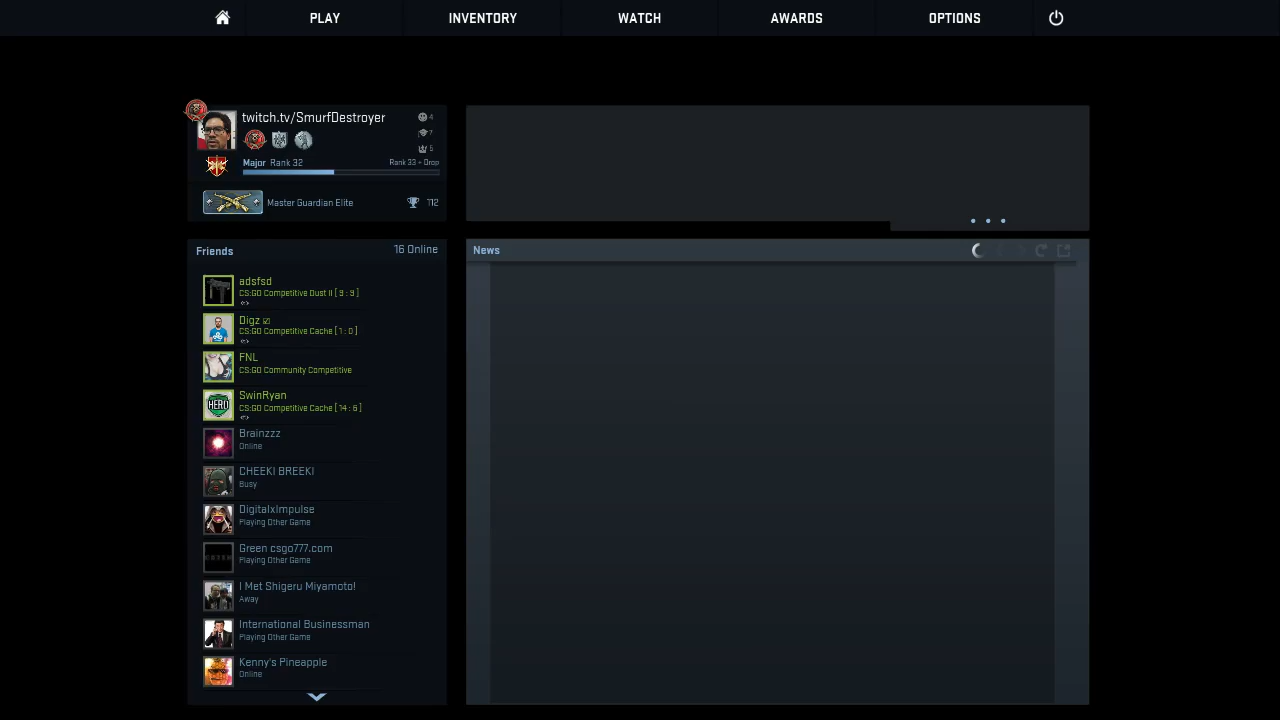 PLAY
INVENTORY
WATCH
AWARDS
OPTIONS
twitch.tv/SmurfDestroyer
4
7
5
Major Rank 32
Rank 33 = Drop
Master Guardian Elite
112
Friends
16 Online
adsfsd
CS:GO Competitive Dust II [ 9 : 9 ]
Digz
CS:GO Competitive Cache [ 1 : 0 ]
FNL
CS:GO Community Competitive
SwinRyan
CS:GO Competitive Cache [ 14 : 6 ]
HERO
Brainzzz
Online
CHEEKI BREEKI
Busy
DigitalxImpulse
Playing Other Game
Green csgo777.com
Playing Other Game
I Met Shigeru Miyamoto!
Away
International Businessman
Playing Other Game
Kenny's Pineapple
Online
News